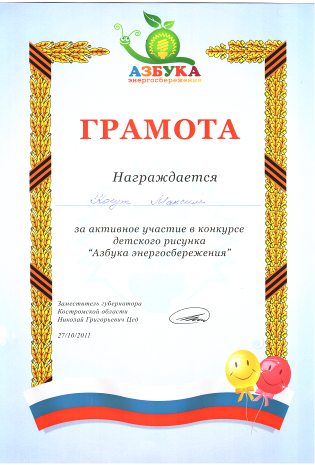 АЗБУКА
энергосбережения
ГРАМОТА
Награждается
Максим
за активное участие в конкурсе
детского рисунка
“Азбука энергосбережения”
Заместитель губернатора
Костромской области
Николай Григорьевич Цед
27/10/2011